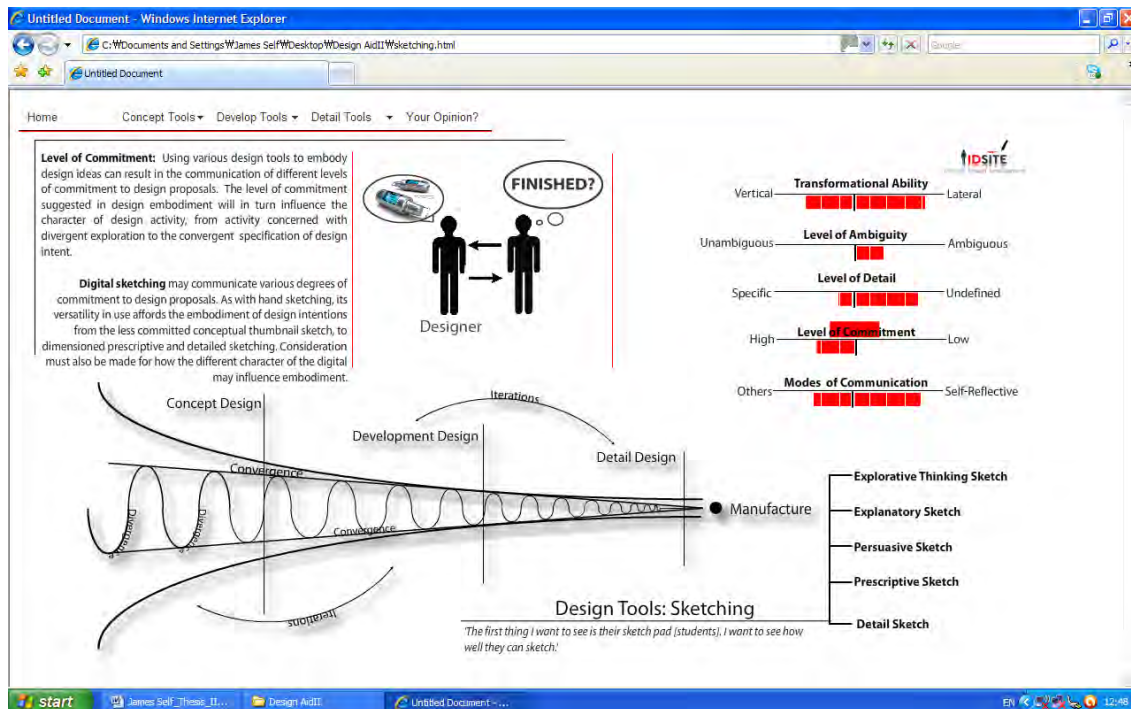 Untitled Document - Windows Internet Explorer
C:₩Documents and Settings₩James Self₩Desktop₩Design AidII₩sketching.html
Google
Untitled Document
Home Concept Tools Develop Tools Detail Tools Your Opinion?
Level of Commitment: Using various design tools to embody
design ideas can result in the communication of different levels
of commitment to design proposals. The level of commitment
suggested in design embodiment will in turn influence the
character of design activity, from activity concerned with
divergent exploration to the convergent specification of design
intent.
Digital sketching may communicate various degrees of
commitment to design proposals. As with hand sketching, its
versatility in use affords the embodiment of design intentions
from the less committed conceptual thumbnail sketch, to
dimensioned prescriptive and detailed sketching. Consideration
must also be made for how the different character of the digital
may influence embodiment.
FINISHED?
Designer
IDSITE
Transformational Ability
Vertical Lateral
Level of Ambiguity
Unambiguous Ambiguous
Level of Detail
Specific Undefined
Level of Commitment
High Low
Modes of Communication
Others Self-Reflective
Concept Design
Iterations
Development Design
Detail Design
Convergence
Divergence
Divergence
Convergence
Manufacture
Iterations
Explorative Thinking Sketch
Explanatory Sketch
Persuasive Sketch
Prescriptive Sketch
Detail Sketch
Design Tools: Sketching
'The first thing I want to see is their sketch pad [students]. I want to see how
well they can sketch.'
start James Self_Thesis_II... Design AidII Untitled Document - ... EN 12:48